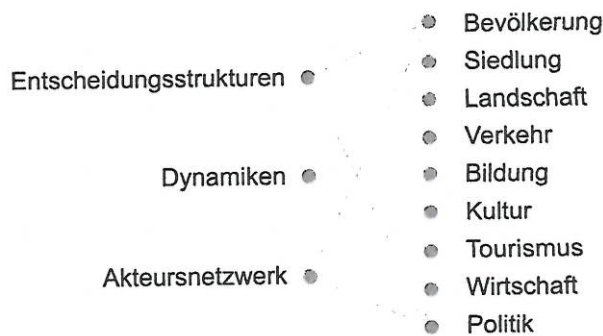 Entscheidungsstrukturen
Dynamiken
Akteursnetzwerk
Bevölkerung
Siedlung
Landschaft
Verkehr
Bildung
Kultur
Tourismus
Wirtschaft
Politik